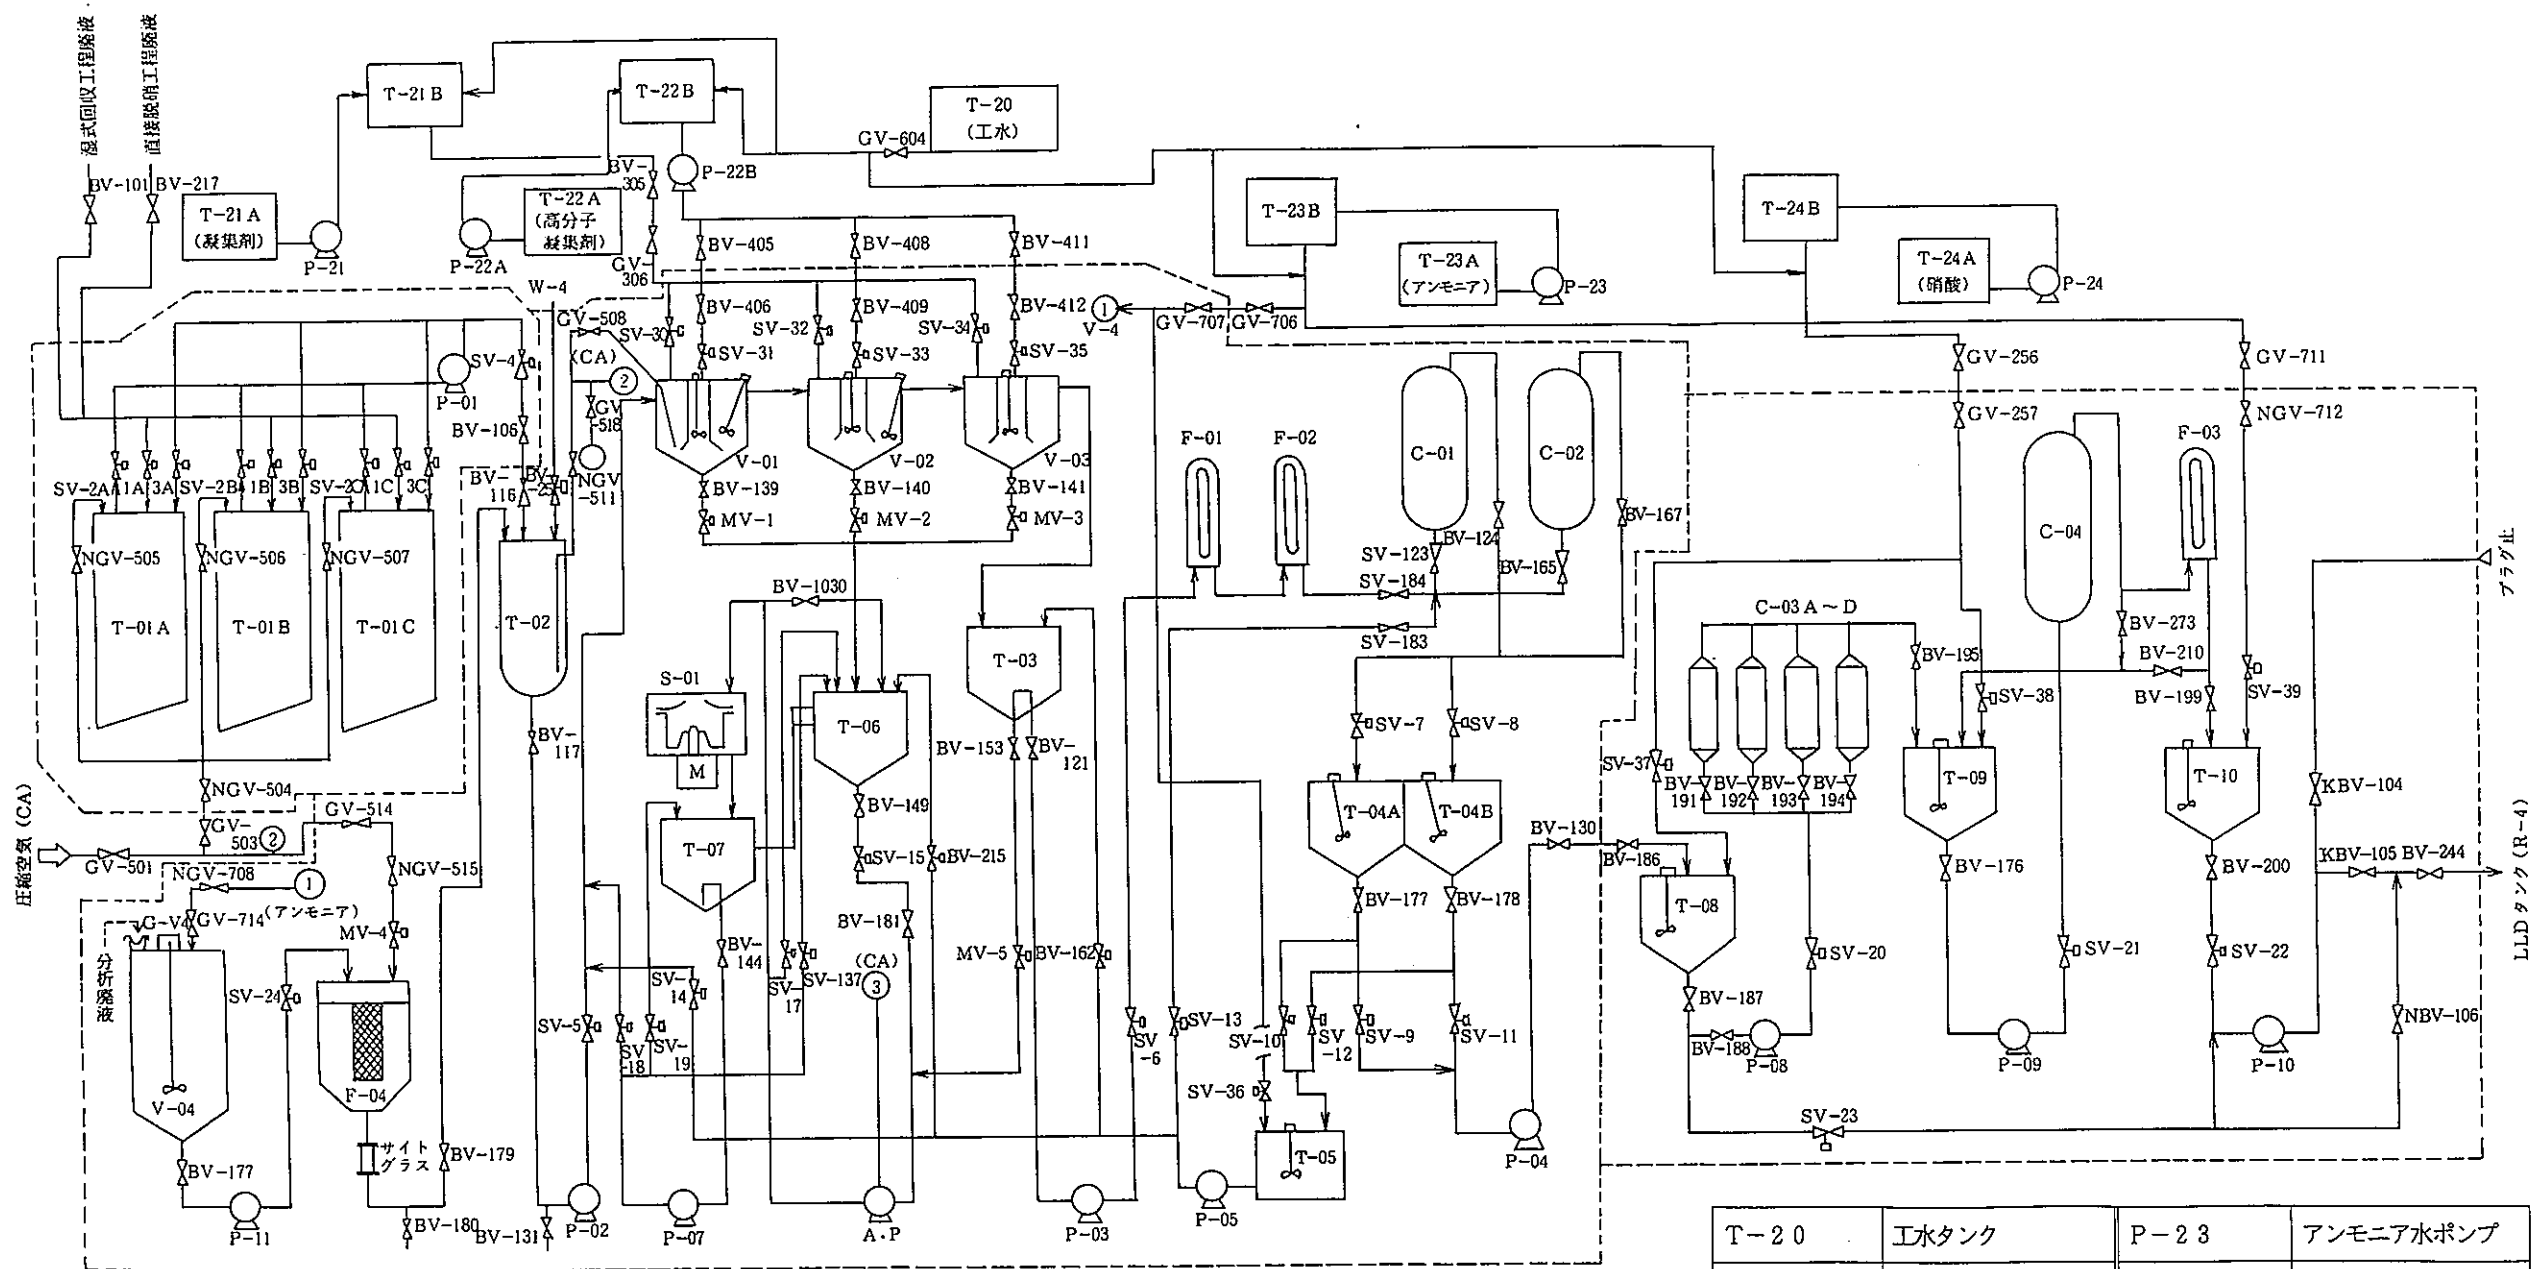 湿式回収工程廃液
直接脱硝工程廃液
T-21B
T-22B
T-20
(工水)
GV-604
P-22B
BV-101
BV-217
T-21A
(凝集剤)
P-21
P-22A
T-22A
(高分子
凝集剤)
BV-
305
GV-
306
BV-405
BV-408
BV-411
T-23B
T-24B
T-23A
(アンモニア)
P-23
T-24A
(硝酸)
P-24
W-4
GV-508
BV-406
BV-409
BV-412
1
V-4
GV-707
GV-706
SV-30
SV-32
SV-34
SV-31
SV-33
SV-35
SV-4
(CA)
2
GV
-518
P-01
BV-106
GV-256
GV-711
GV-257
NGV-712
F-01
F-02
C-01
C-02
C-04
F-03
V-01
V-02
V-03
SV-2A
1A
3A
SV-2B
1B
3B
SV-2C
1C
3C
BV-
116
BV
-25
NGV
-511
BV-139
BV-140
BV-141
MV-1
MV-2
MV-3
BV-124
BV-167
NGV-505
NGV-506
NGV-507
SV-123
BV-165
SV-184
プラグ止
BV-1030
T-01A
T-01B
T-01C
T-02
SV-183
C-03A～D
BV-273
T-03
BV-195
BV-210
S-01
SV-38
BV-199
SV-39
T-06
SV-7
SV-8
BV-117
BV-153
BV-
121
M
SV-37
T-09
T-10
BV-
191
BV-
192
BV-
193
BV-
194
KBV-104
NGV-504
GV-514
BV-149
T-04A
T-04B
圧縮空気 (CA)
GV-
503
2
GV-501
NGV-515
T-07
SV-15
BV-215
BV-130
BV-186
BV-176
BV-200
KBV-105
BV-244
LLDタンク(R-4)
NGV-708
1
(アンモニア)
GV-714
G-V4
MV-4
分析廃液
BV-181
BV-177
BV-178
T-08
BV-
144
(CA)
3
MV-5
BV-162
SV-20
SV-21
SV-22
SV-24
SV-
14
SV-
17
SV-137
BV-187
SV-5
SV
-18
SV-
19
SV
-6
SV-13
SV-10
SV
-12
SV-9
SV-11
BV-188
P-08
P-09
P-10
NBV-106
V-04
F-04
SV-36
SV-23
サイト
グラス
BV-179
T-05
P-04
BV-177
P-11
BV-180
BV-131
P-02
P-07
A.P
P-03
P-05
T-20 工水タンク P-23 アンモニア水ポンプ